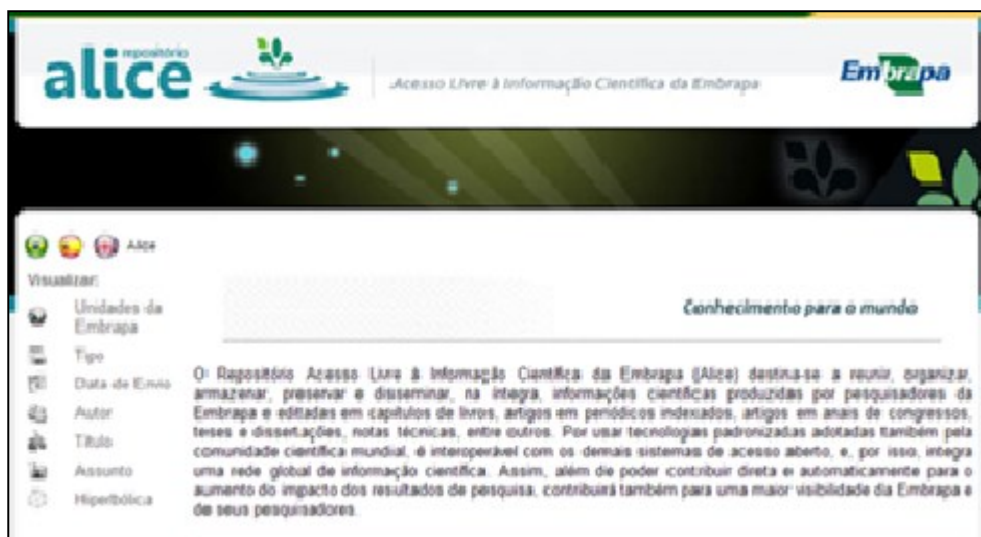 repositório
alice
Acesso Livre à Informação Científica da Embrapa
Embrapa
Alice
Visualizar:
Unidades da
Embrapa
Tipo
Data de Envio
Autor
Título
Assunto
Hiperbólica
Conhecimento para o mundo
O Repositório Acesso Livre à Informação Científica da Embrapa (Alice) destina-se a reunir, organizar,
armazenar, preservar e disseminar, na íntegra, informações científicas produzidas por pesquisadores da
Embrapa e editadas em capítulos de livros, artigos em periódicos indexados, artigos em anais de congressos,
teses e dissertações, notas técnicas, entre outros. Por usar tecnologias padronizadas adotadas também pela
comunidade científica mundial, é interoperável com os demais sistemas de acesso aberto, e, por isso, integra
uma rede global de informação científica. Assim, além de poder contribuir direta e automaticamente para o
aumento do impacto dos resultados de pesquisa, contribuirá também para uma maior visibilidade da Embrapa e
de seus pesquisadores.